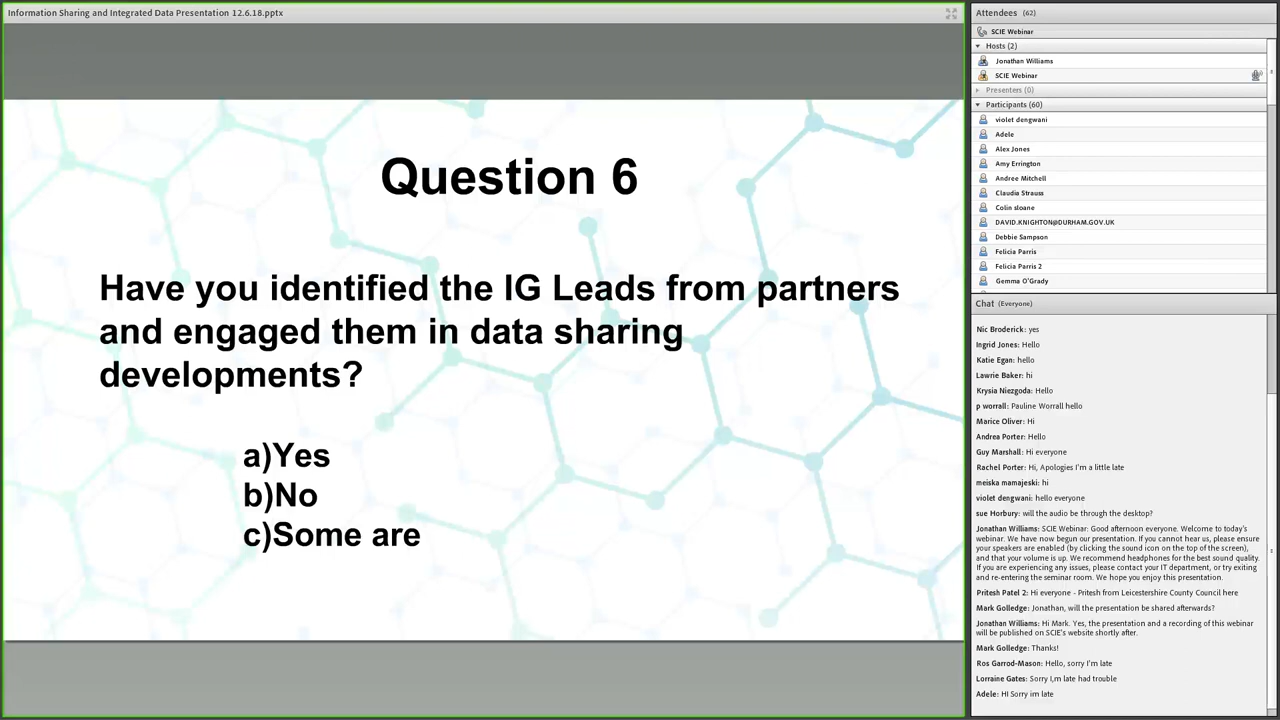 Information Sharing and Integrated Data Presentation 12.6.18.pptx
Question 6
Have you identified the IG Leads from partners
and engaged them in data sharing
developments?
a)Yes
b)No
c)Some are
Attendees (62)
SCIE Webinar
Hosts (2)
Jonathan Williams
SCIE Webinar
Presenters (0)
Participants (60)
violet dengwani
Adele
Alex Jones
Amy Errington
Andree Mitchell
Claudia Strauss
Colin sloane
DAVID.KNIGHTON@DURHAM.GOV.UK
Debbie Sampson
Felicia Parris
Felicia Parris 2
Gemma O'Grady
Chat (Everyone)
Nic Broderick: yes
Ingrid Jones: Hello
Katie Egan: hello
Lawrie Baker: hi
Krysia Niezgoda: Hello
p worrall: Pauline Worrall hello
Marice Oliver: Hi
Andrea Porter: Hello
Guy Marshall: Hi everyone
Rachel Porter: Hi, Apologies I'm a little late
meiska mamajeski: hi
violet dengwani: hello everyone
sue Horbury: will the audio be through the desktop?
Jonathan Williams: SCIE Webinar: Good afternoon everyone. Welcome to today's
webinar. We have now begun our presentation. If you cannot hear us, please ensure
your speakers are enabled (by clicking the sound icon on the top of the screen),
and that your volume is up. We recommend headphones for the best sound quality
If you are experiencing any issues, please contact your IT department, or try exiting
and re-entering the seminar room. We hope you enjoy this presentation.
Pritesh Patel 2: Hi everyone - Pritesh from Leicestershire County Council here
Mark Golledge: Jonathan, will the presentation be shared afterwards?
Jonathan Williams: Hi Mark. Yes, the presentation and a recording of this webinar
will be published on SCIE's website shortly after.
Mark Golledge: Thanks!
Ros Garrod-Mason: Hello, sorry I'm late
Lorraine Gates: Sorry I,m late had trouble
Adele: HI Sorry im late